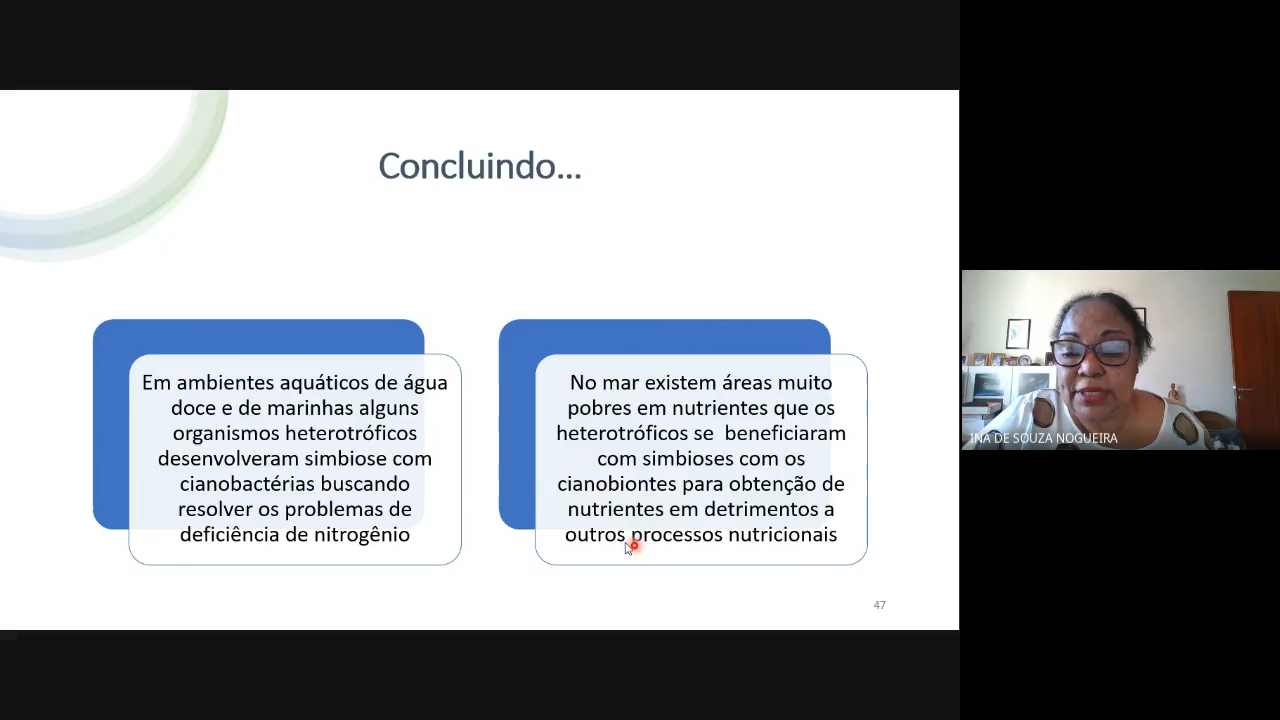 Concluindo...
Em ambientes aquáticos de água
doce e de marinhas alguns
organismos heterotróficos
desenvolveram simbiose com
cianobactérias buscando
resolver os problemas de
deficiência de nitrogênio
No mar existem áreas muito
pobres em nutrientes que os
heterotróficos se beneficiaram
com simbioses com os
cianobiontes para obtenção de
nutrientes em detrimentos a
outros processos nutricionais
47
INA DE SOUZA NOGUEIRA